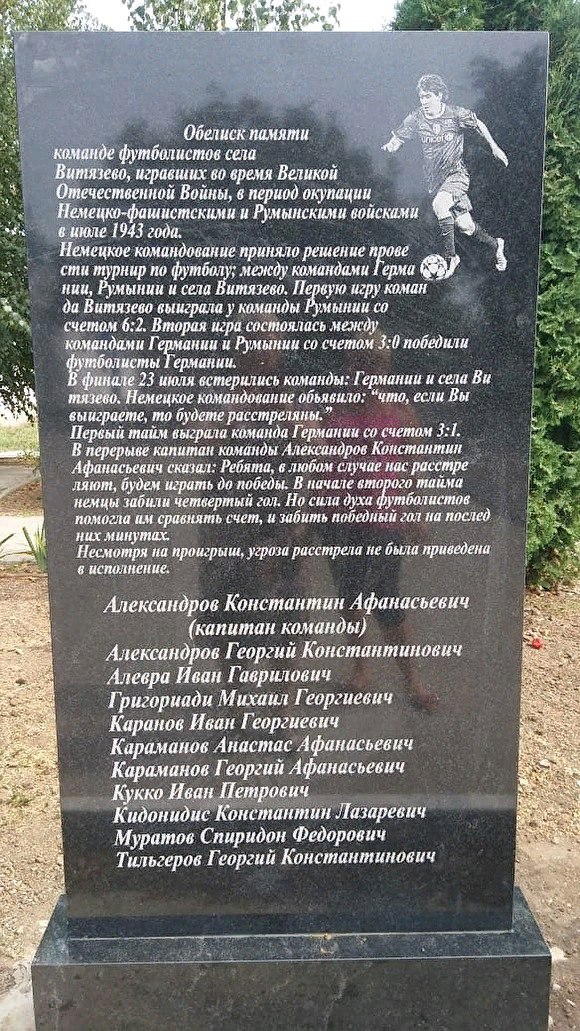 Обелиск памяти
команде футболистов села
Витязево, игравших во время Великой
Отечественной Войны, в период окупации
Немецко-фашистскими и Румынскими войсками
в июле 1943 года.
Немецкое командование приняло решение прове
сти турнир по футболу; между командами Герма
нии, Румынии и села Витязево. Первую игру коман
да Витязево выиграла у команды Румынии со
счетом 6:2. Вторая игра состоялась между
командами Германии и Румынии со счетом 3:0 победили
футболисты Германии.
В финале 23 июля встерились команды: Германии и села Ви
тязево. Немецкое командование обьявило: “что, если Вы
выиграете, то будете расстреляны.”
Первый тайм выграла команда Германии со счетом 3:1.
В перерыве капитан команды Александров Константин
Афанасьевич сказал: Ребята, в любом случае нас расстре
ляют, будем играть до победы. В начале второго тайма
немцы забили четвертый гол. Но сила духа футболистов
помогла им сравнять счет, и забить победный гол на послед
них минутах.
Несмотря на проигрыш, угроза расстрела не была приведена
в исполнение.
Александров Константин Афанасьевич
(капитан команды)
Александров Георгий Константинович
Алевра Иван Гаврилович
Григориади Михаил Георгиевич
Каранов Иван Георгиевич
Караманов Анастас Афанасьевич
Караманов Георгий Афанасьевич
Кукко Иван Петрович
Кидонидис Константин Лазаревич
Муратов Спиридон Федорович
Тильгеров Георгий Константинович
unicef